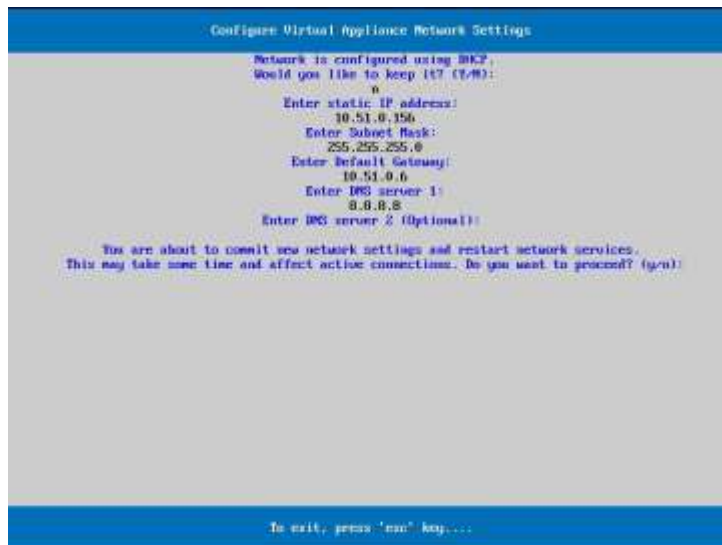 Configure Virtual Appliance Network Settings
Network is configured using DHCP.
Would you like to keep it? (Y/N):
n
Enter static IP address:
10.51.0.156
Enter Subnet Mask:
255.255.255.0
Enter Default Gateway:
10.51.0.6
Enter DNS server 1:
8.8.8.8
Enter DNS server 2 (Optional):
You are about to commit new network settings and restart network services.
This may take some time and affect active connections. Do you want to proceed? (y/n):
To exit, press 'esc' key....